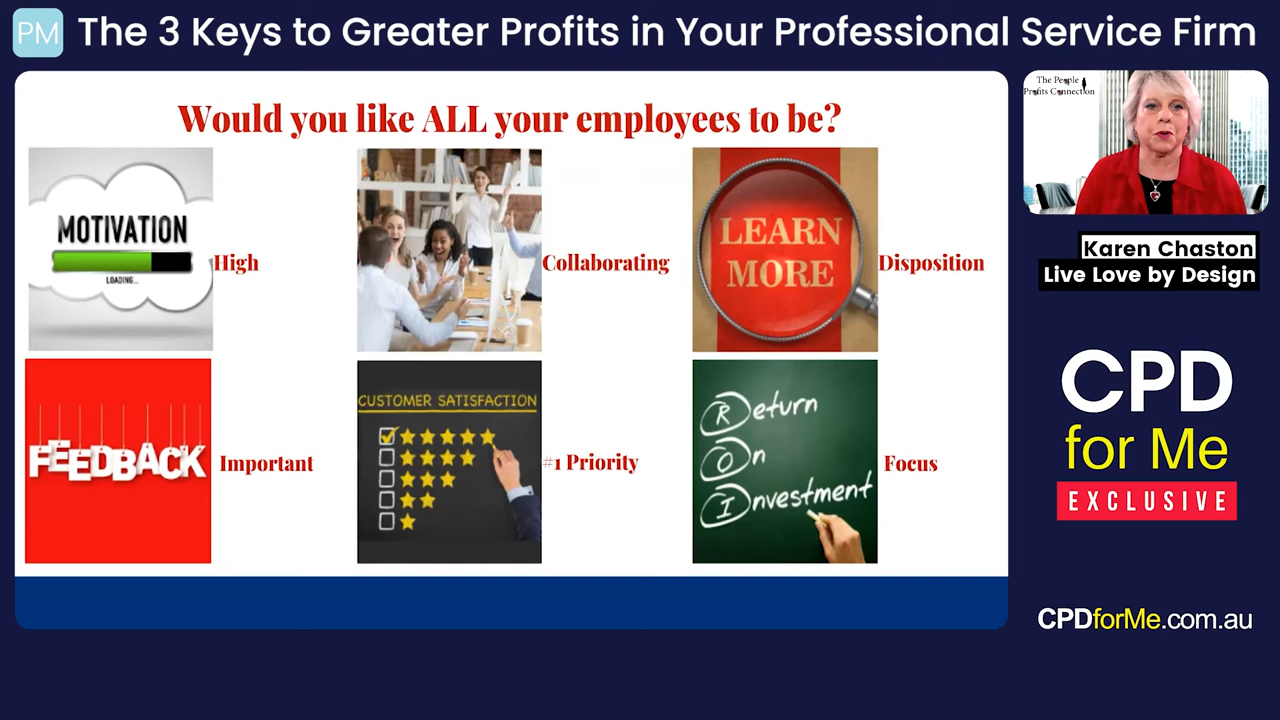 PM
The 3 Keys to Greater Profits in Your Professional Service Firm
Would you like ALL your employees to be?
MOTIVATION
LOADING...
High
Collaborating
LEARN
MORE
Disposition
FEEDBACK
Important
CUSTOMER SATISFACTION
#1 Priority
Return
On
Investment
Focus
The People
Profits Connection
Karen Chaston
Live Love by Design
CPD
for Me
EXCLUSIVE
CPDforMe.com.au